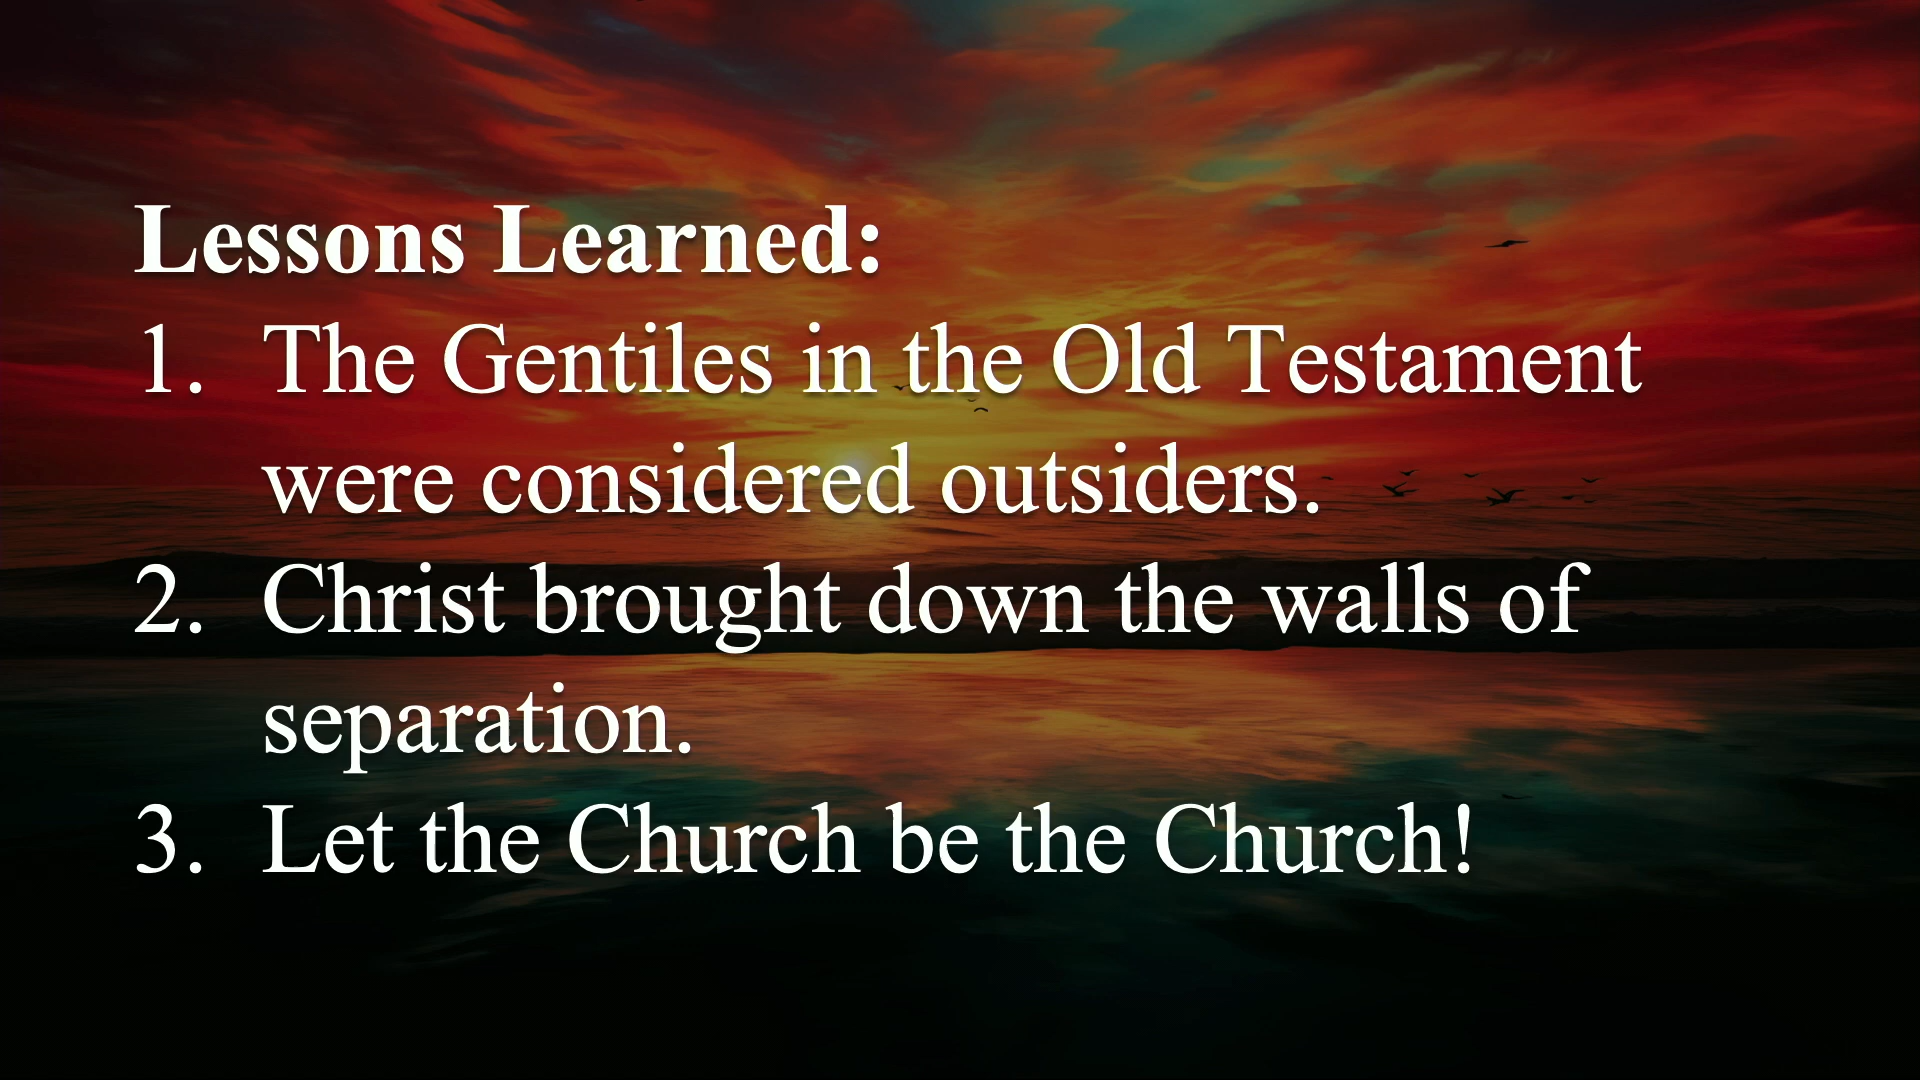 Lessons Learned:
1. The Gentiles in the Old Testament
were considered outsiders.
2. Christ brought down the walls of
separation.
3. Let the Church be the Church!